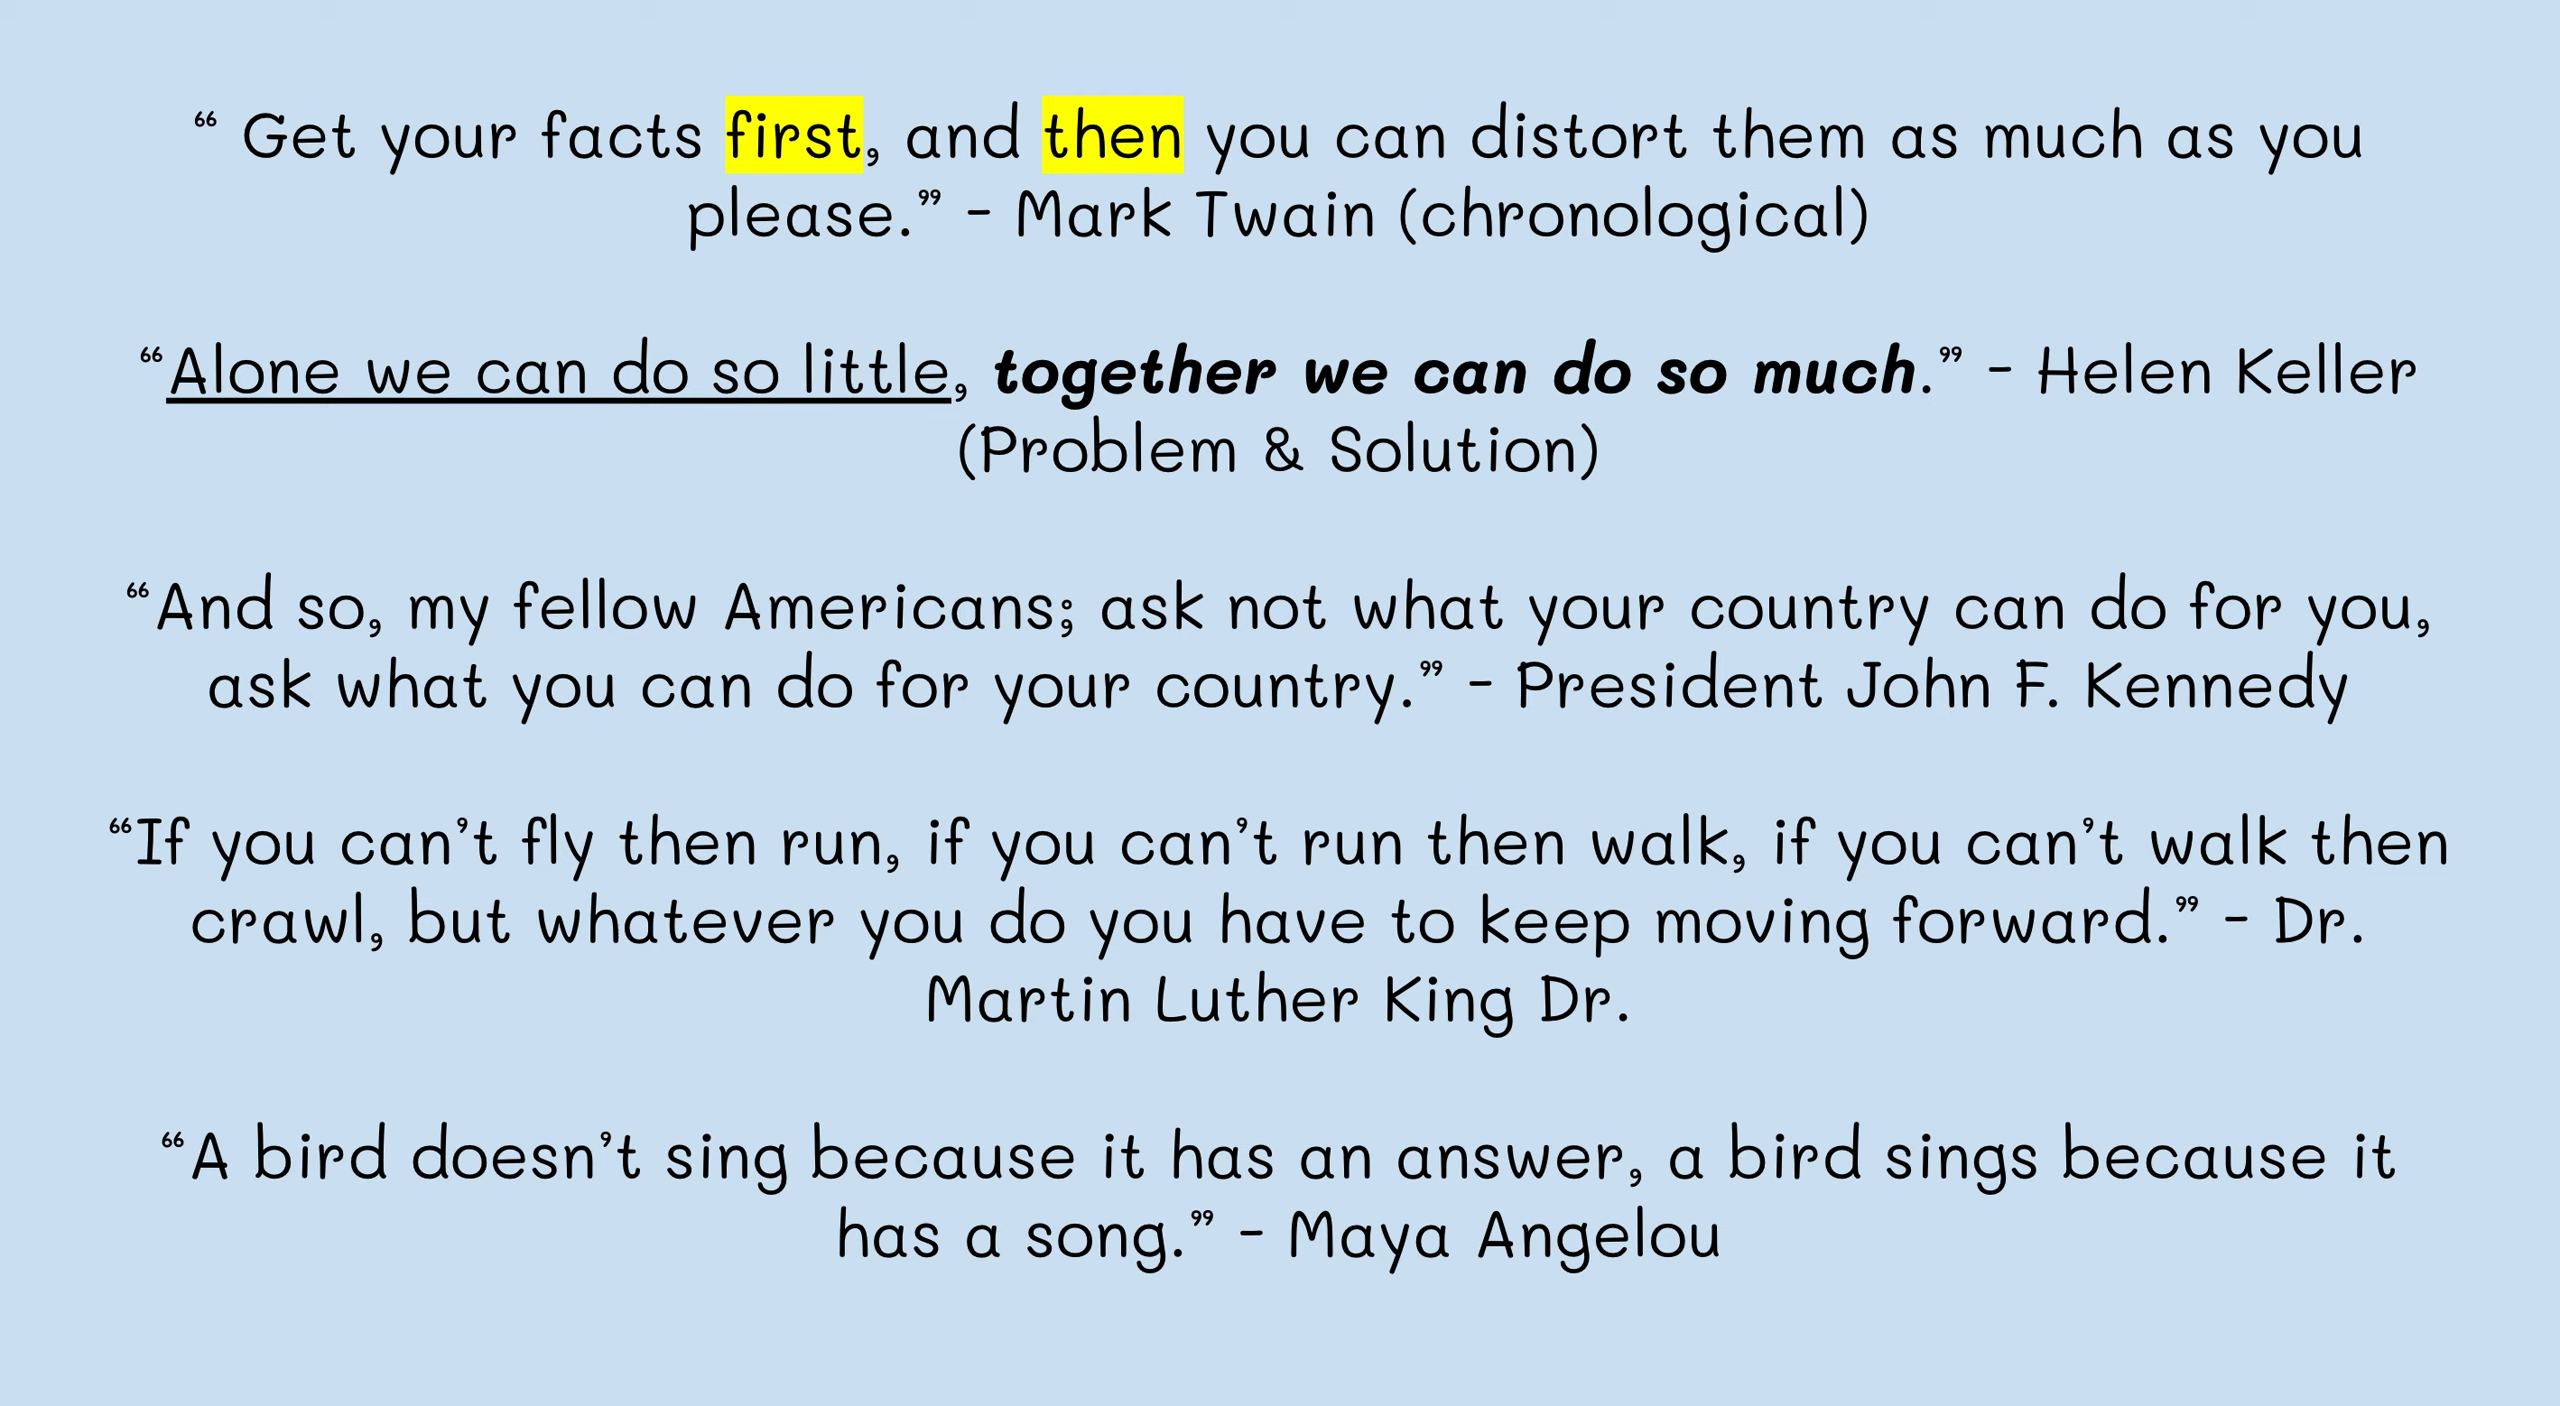 “ Get your facts first, and then you can distort them as much as you
please.” - Mark Twain (chronological)
“Alone we can do so little, together we can do so much.” - Helen Keller
(Problem & Solution)
“And so, my fellow Americans; ask not what your country can do for you,
ask what you can do for your country.” - President John F. Kennedy
“If you can’t fly then run, if you can’t run then walk, if you can’t walk then
crawl, but whatever you do you have to keep moving forward.” - Dr.
Martin Luther King Dr.
“A bird doesn’t sing because it has an answer, a bird sings because it
has a song.” - Maya Angelou